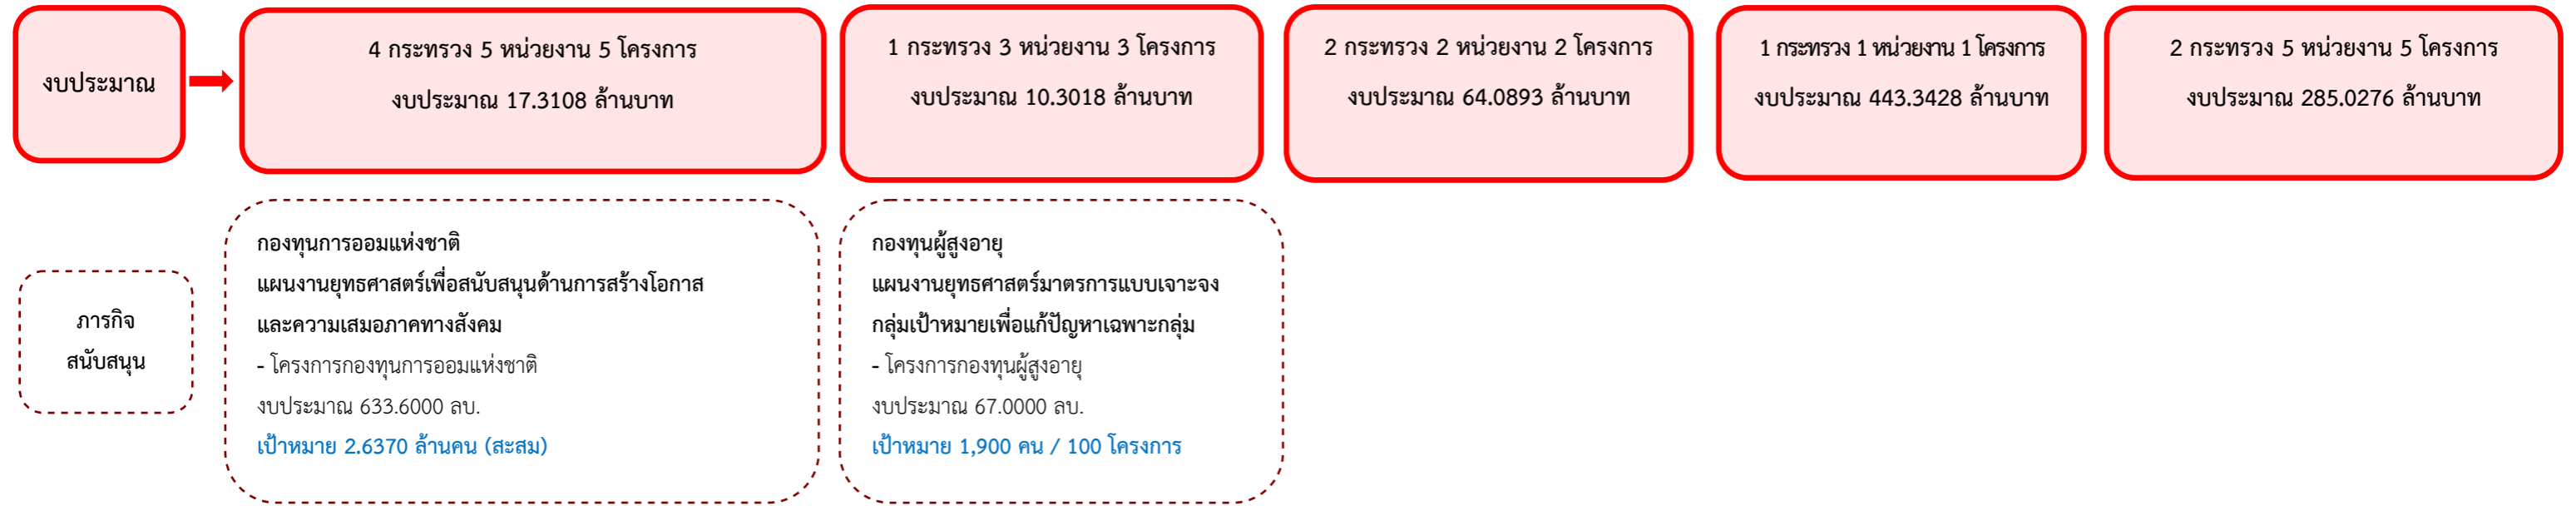 งบประมาณ
4 กระทรวง 5 หน่วยงาน 5 โครงการ
งบประมาณ 17.3108 ล้านบาท
1 กระทรวง 3 หน่วยงาน 3 โครงการ
งบประมาณ 10.3018 ล้านบาท
2 กระทรวง 2 หน่วยงาน 2 โครงการ
งบประมาณ 64.0893 ล้านบาท
1 กระทรวง 1 หน่วยงาน 1 โครงการ
งบประมาณ 443.3428 ล้านบาท
2 กระทรวง 5 หน่วยงาน 5 โครงการ
งบประมาณ 285.0276 ล้านบาท
ภารกิจ
สนับสนุน
กองทุนการออมแห่งชาติ
แผนงานยุทธศาสตร์เพื่อสนับสนุนด้านการสร้างโอกาส
และความเสมอภาคทางสังคม
- โครงการกองทุนการออมแห่งชาติ
งบประมาณ 633.6000 ลบ.
เป้าหมาย 2.6370 ล้านคน (สะสม)
กองทุนผู้สูงอายุ
แผนงานยุทธศาสตร์มาตรการแบบเจาะจง
กลุ่มเป้าหมายเพื่อแก้ปัญหาเฉพาะกลุ่ม
- โครงการกองทุนผู้สูงอายุ
งบประมาณ 67.0000 ลบ.
เป้าหมาย 1,900 คน / 100 โครงการ